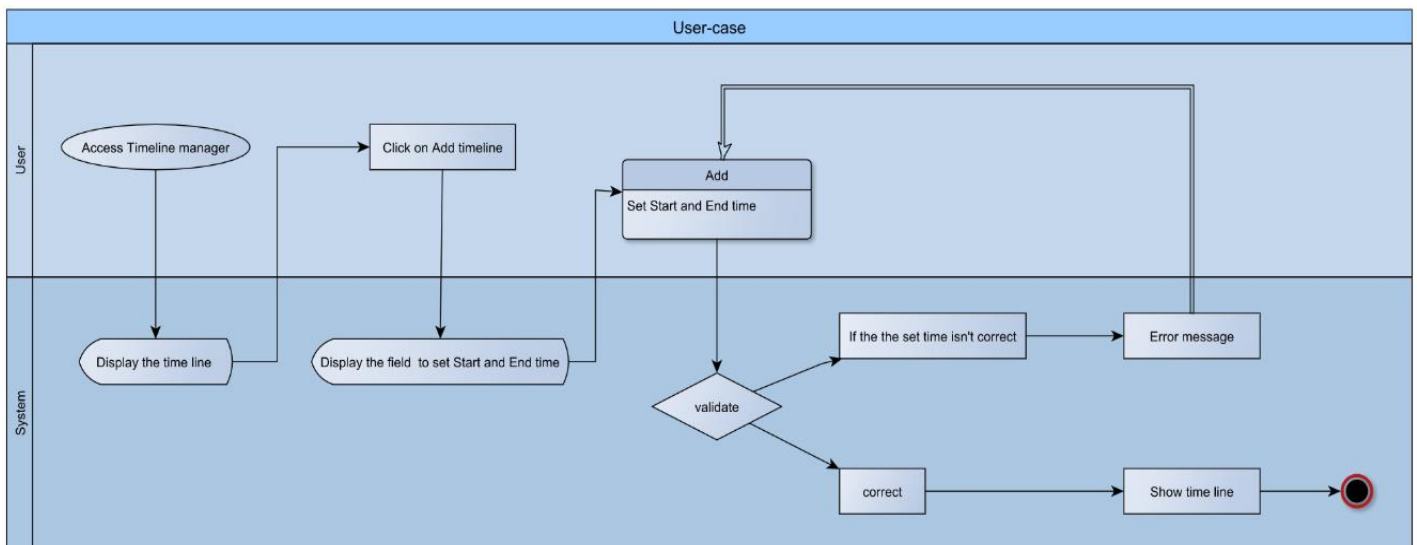 User-case
User
Access Timeline manager
Click on Add timeline
Add
Set Start and End time
System
Display the time line
Display the field  to set Start and End time
validate
If the the set time isn't correct
Error message
correct
Show time line